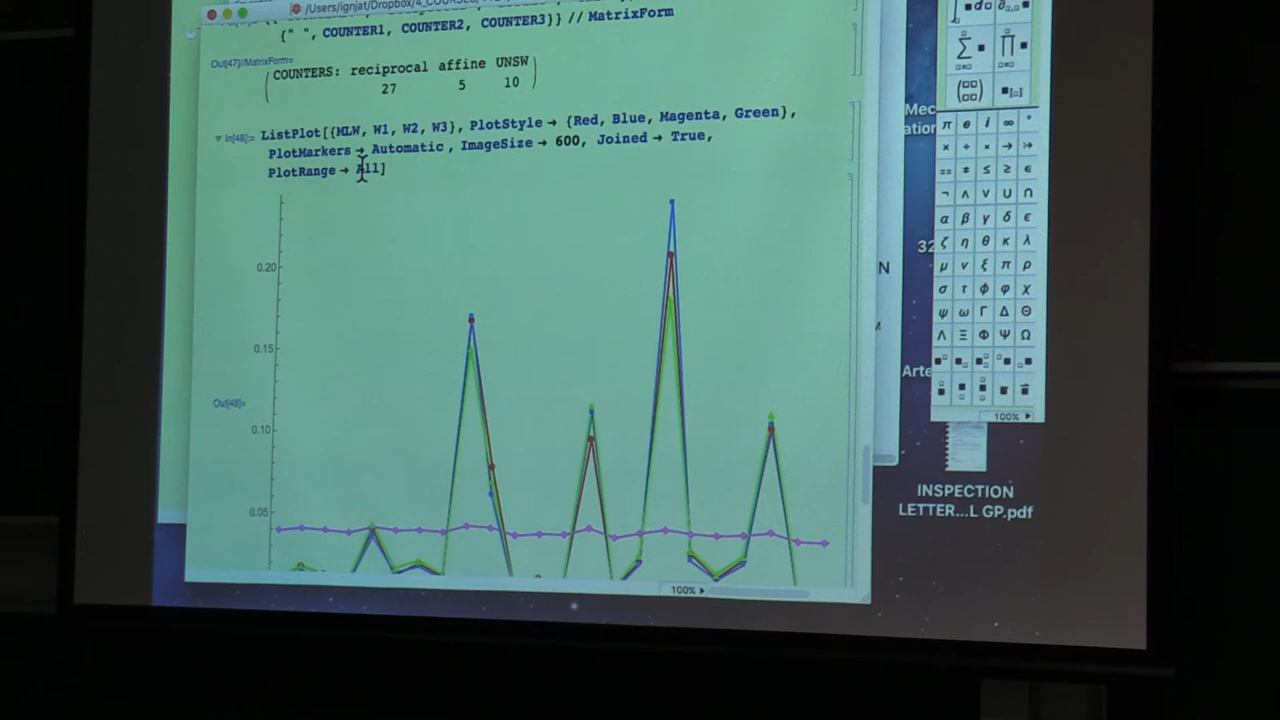 /Users/ignjat/Dropbox/4_COURSES/
{" ", COUNTER1, COUNTER2, COUNTER3}} // MatrixForm
Out[47]//MatrixForm=
COUNTERS: reciprocal affine UNSW
27 5 10
In[48]:= ListPlot[{MLW, W1, W2, W3}, PlotStyle → {Red, Blue, Magenta, Green},
PlotMarkers → Automatic, ImageSize → 600, Joined → True,
PlotRange → All]
0.20
0.15
Out[48]=
0.10
0.05
100%
π e i ∞ °
× ÷ × → ↦
== ≠ ≤ ≥ ∈
¬ ∧ ∨ ∪ ∩
α β γ δ ε
ζ η θ κ λ
μ ν ξ π ρ
σ τ φ φ χ
ψ ω Γ Δ Θ
Λ Ξ Φ Ψ Ω
100%
Mec
ation
32
N
Arte
INSPECTION
LETTER...L GP.pdf